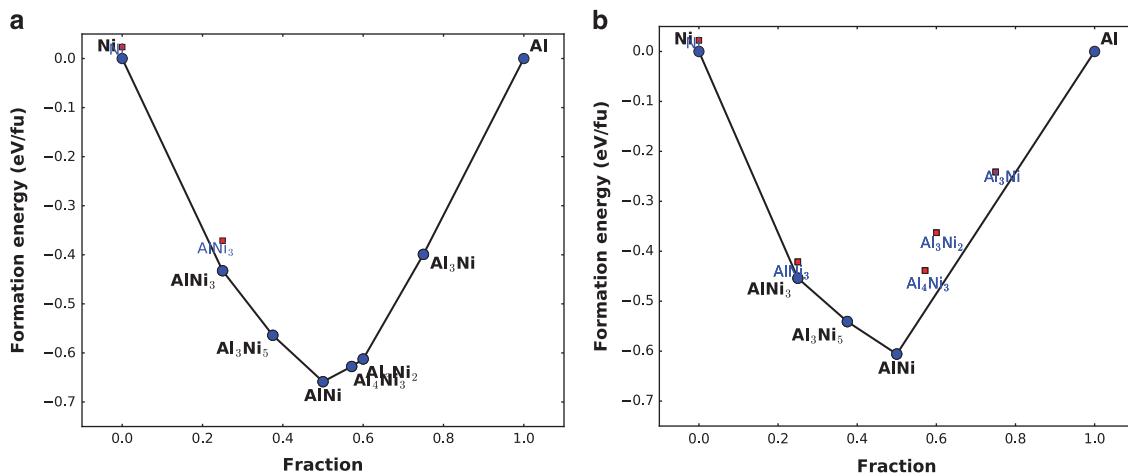 a
Formation energy (eV/fu)
0.0
−0.1
−0.2
−0.3
−0.4
−0.5
−0.6
−0.7
Ni
Ni
Al
AlNi₃
AlNi₃
Al₃Ni
Al₃Ni₅
Al₃Ni₂
Al₄Ni₃
AlNi
0.0 0.2 0.4 0.6 0.8 1.0
Fraction
b
Formation energy (eV/fu)
0.0
−0.1
−0.2
−0.3
−0.4
−0.5
−0.6
−0.7
Ni
Ni
Al
Al₃Ni
Al₃Ni₂
AlNi₃
Al₄Ni₃
AlNi₃
Al₃Ni₅
AlNi
0.0 0.2 0.4 0.6 0.8 1.0
Fraction